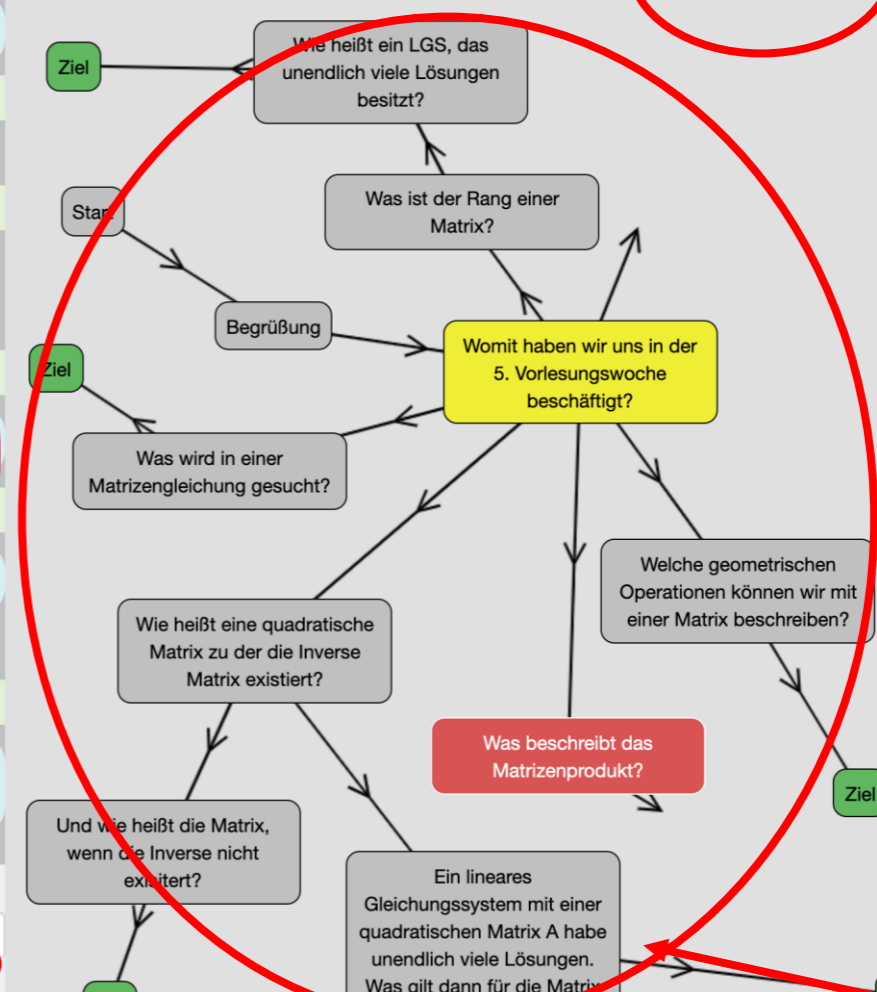 Wie heißt ein LGS, das
unendlich viele Lösungen
besitzt?
Ziel
Was ist der Rang einer
Matrix?
Start
Begrüßung
Womit haben wir uns in der
5. Vorlesungswoche
beschäftigt?
Ziel
Was wird in einer
Matrizengleichung gesucht?
Welche geometrischen
Operationen können wir mit
einer Matrix beschreiben?
Wie heißt eine quadratische
Matrix zu der die Inverse
Matrix existiert?
Was beschreibt das
Matrizenprodukt?
Ziel
Und wie heißt die Matrix,
wenn die Inverse nicht
exisitert?
Ein lineares
Gleichungssystem mit einer
quadratischen Matrix A habe
unendlich viele Lösungen.
Was gilt dann für die Matrix